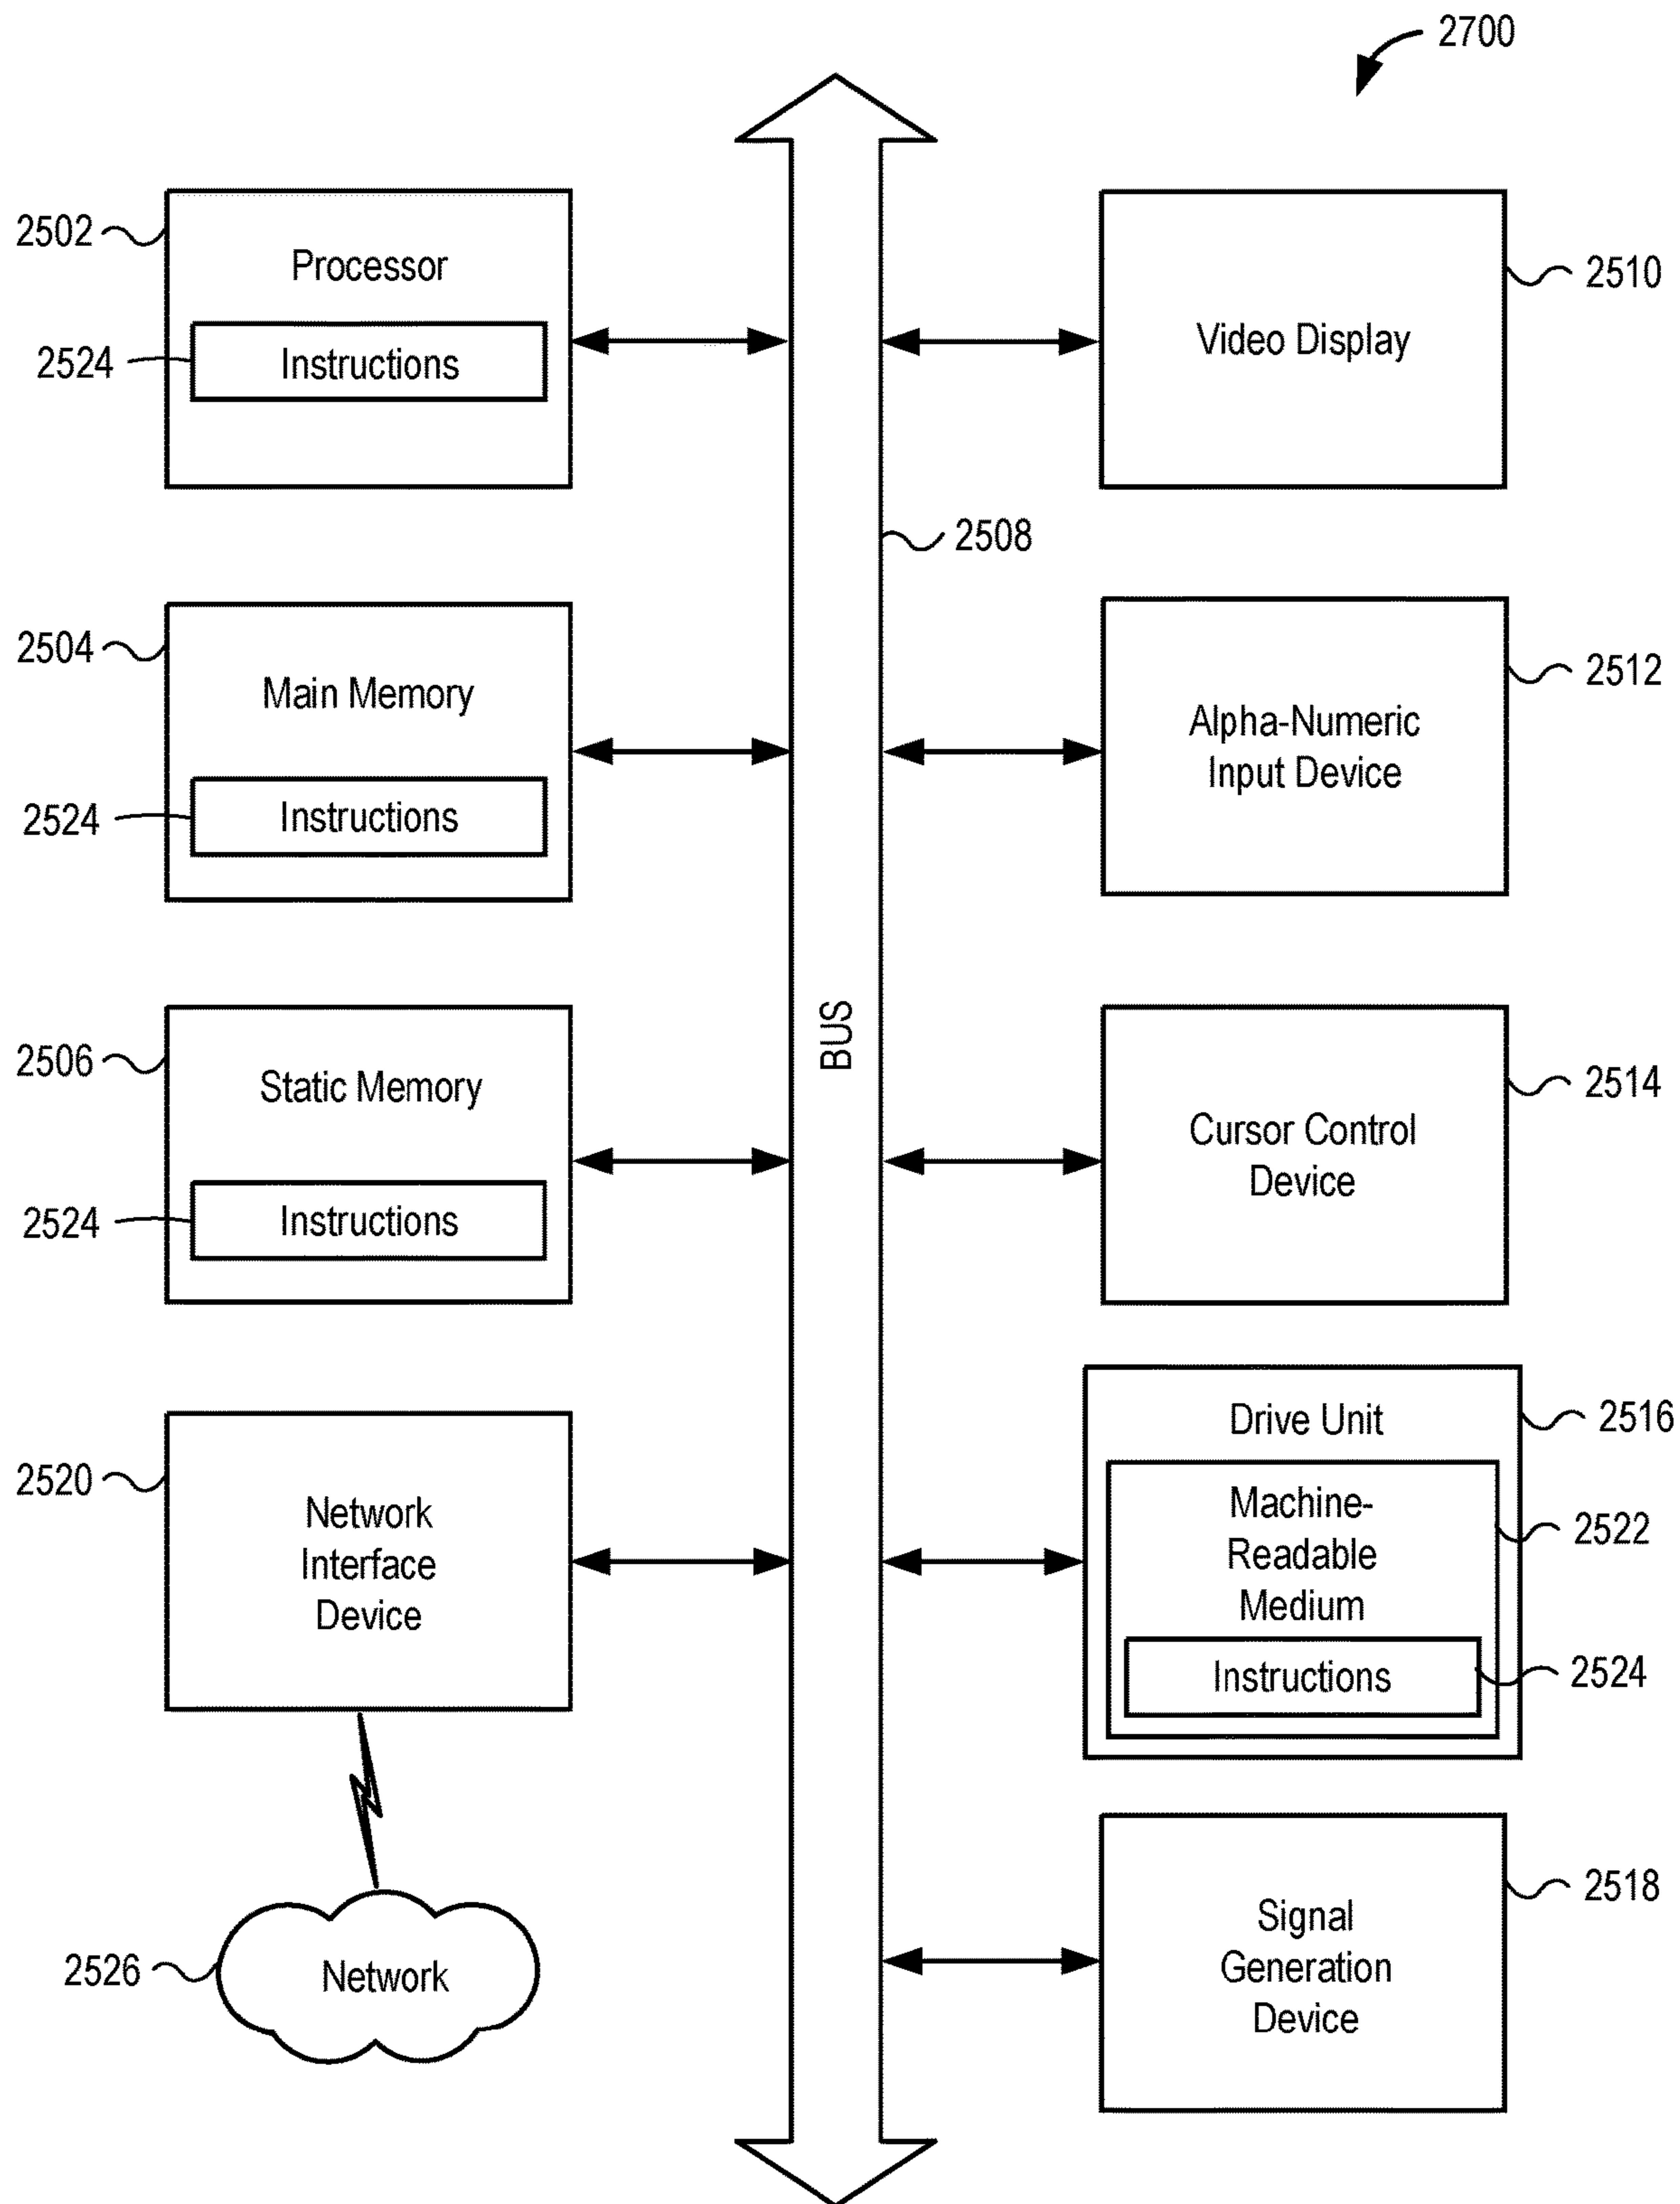 2700
2502
Processor
2524
Instructions
2510
Video Display
2508
2504
Main Memory
2524
Instructions
2512
Alpha-Numeric
Input Device
BUS
2506
Static Memory
2524
Instructions
2514
Cursor Control
Device
2520
Network
Interface
Device
2516
Drive Unit
2522
Machine-
Readable
Medium
2524
Instructions
2526
Network
2518
Signal
Generation
Device